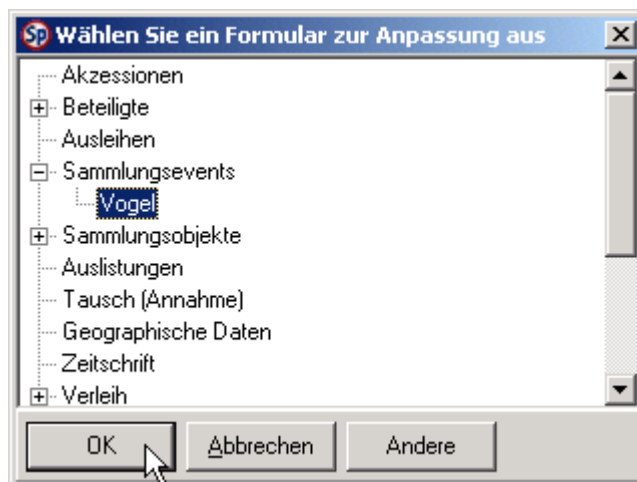 Sp Wählen Sie ein Formular zur Anpassung aus
Akzessionen
Beteiligte
Ausleihen
Sammlungsevents
Vogel
Sammlungsobjekte
Auslistungen
Tausch (Annahme)
Geographische Daten
Zeitschrift
Verleih
OK Abbrechen Andere